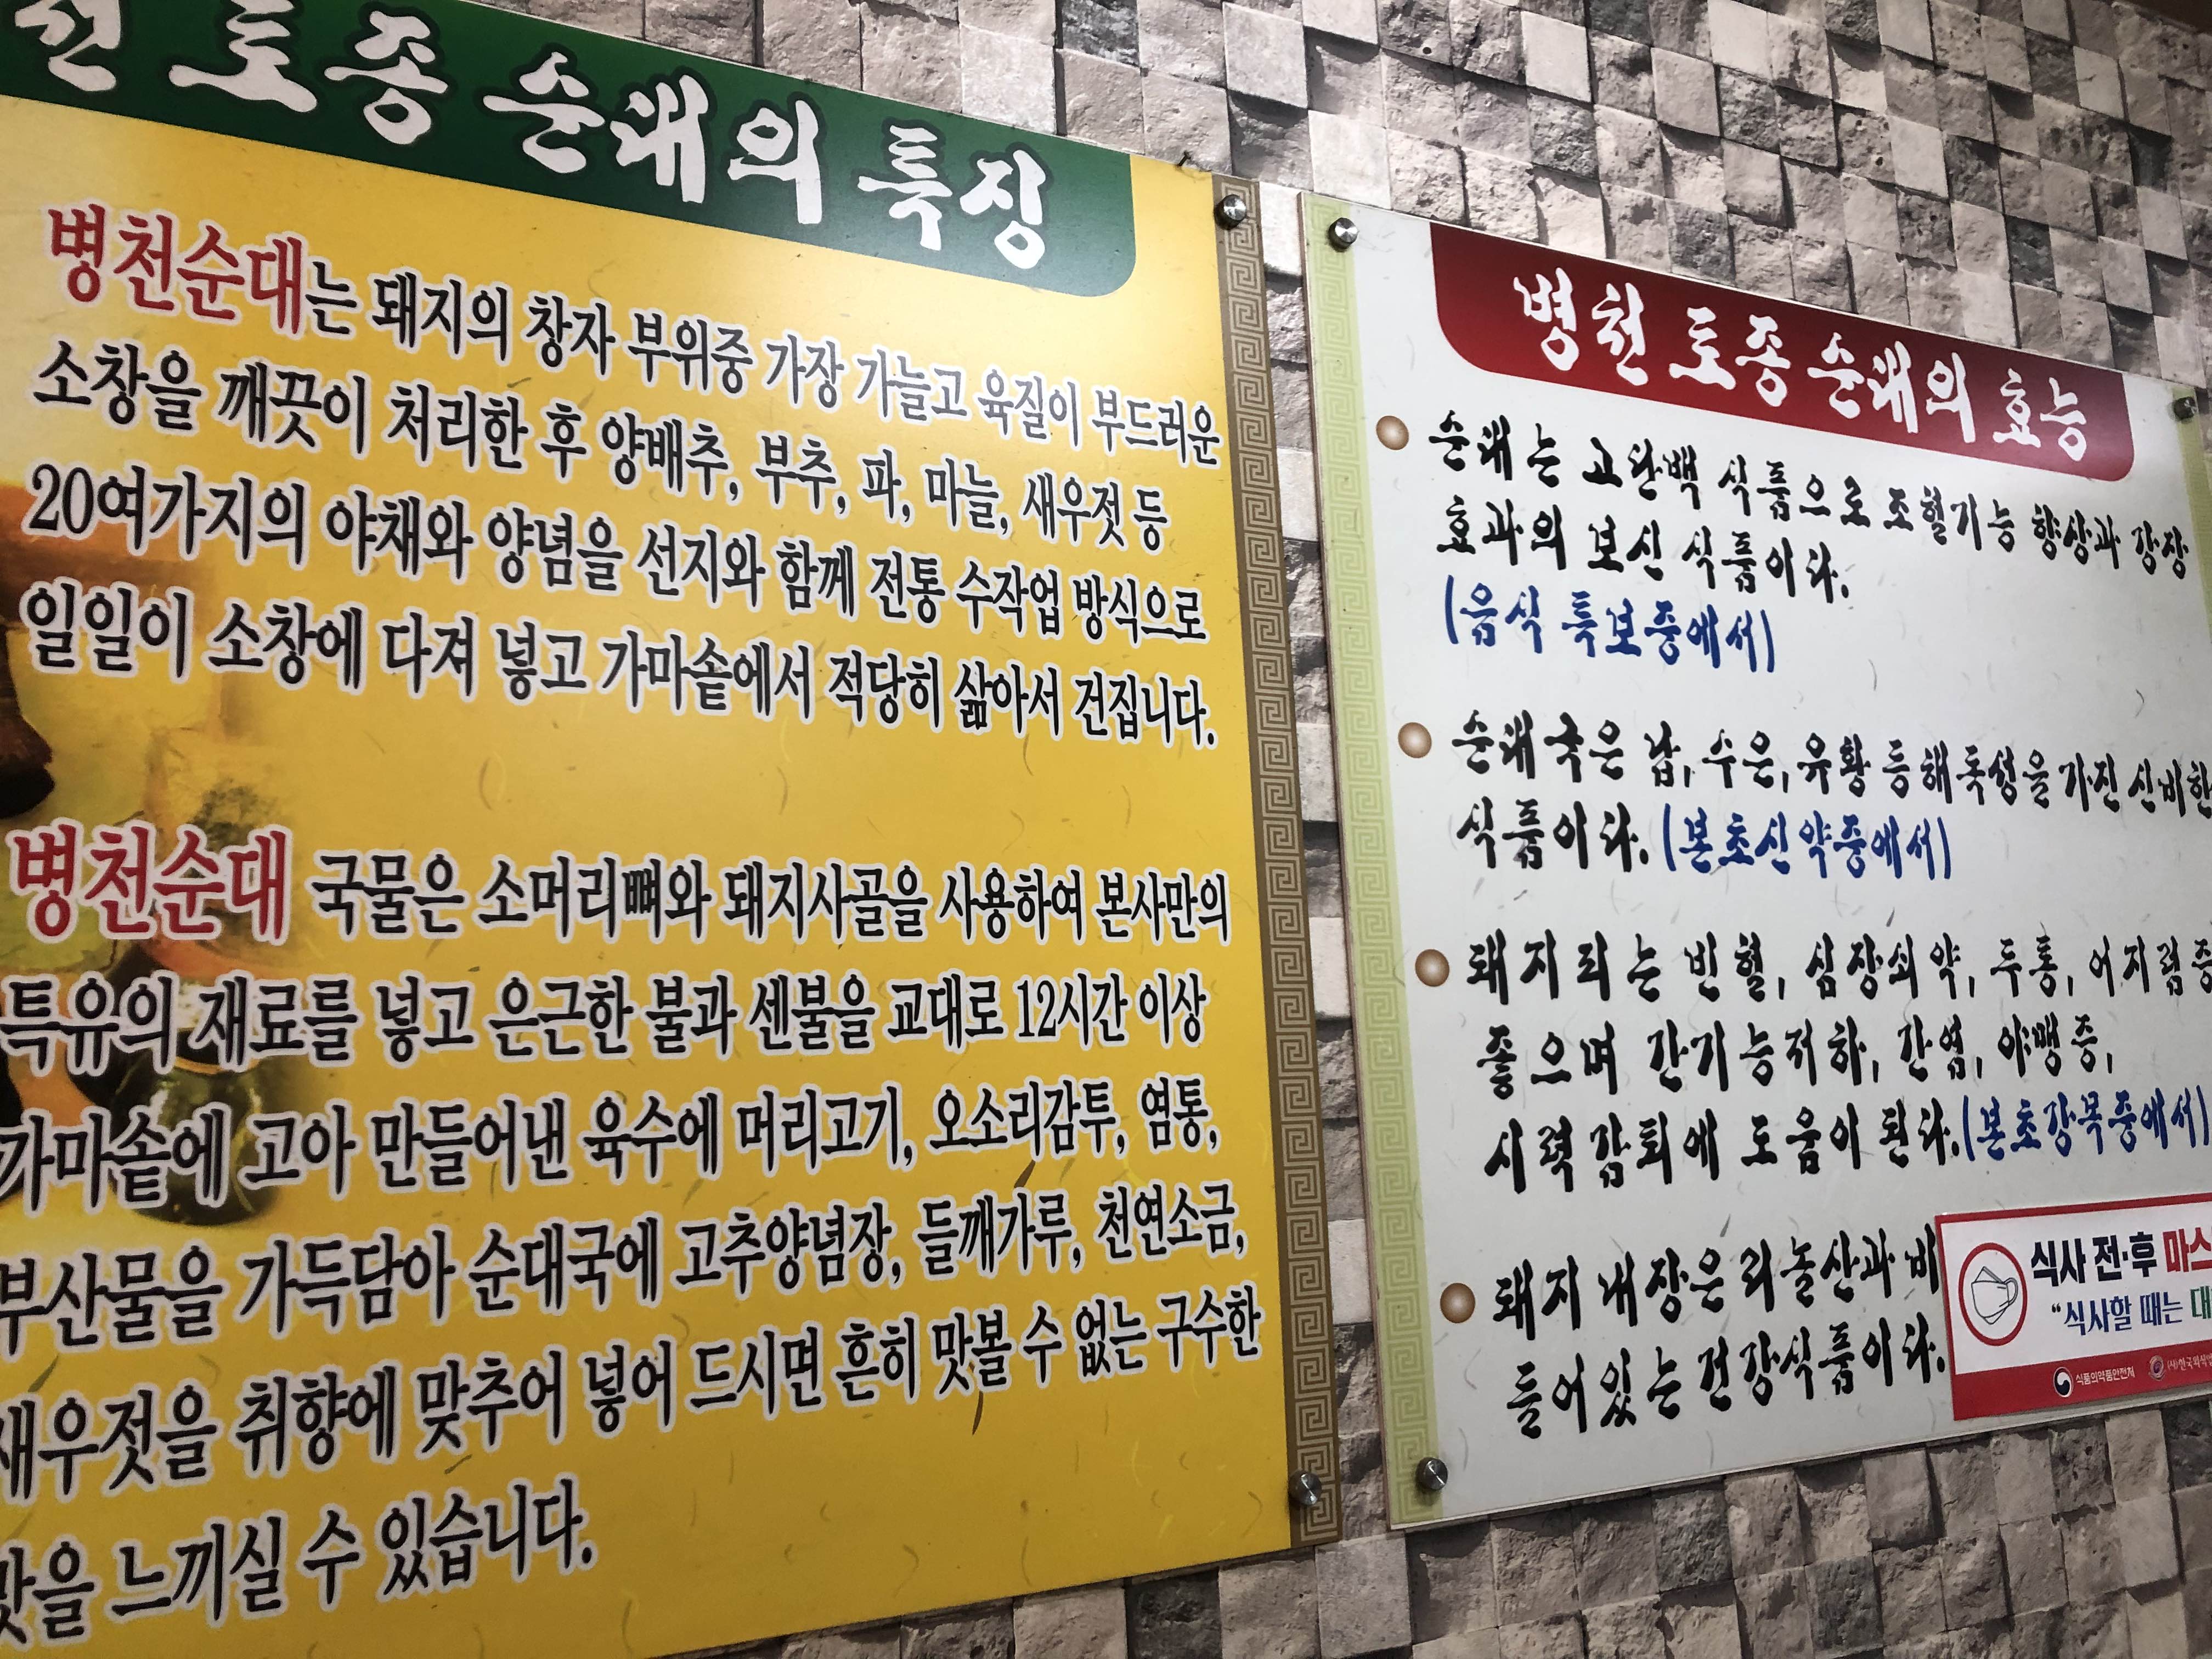 천 토종 순대의 특징
병천순대는 돼지의 창자 부위중 가장 가늘고 육질이 부드러운
소창을 깨끗이 처리한 후 양배추, 부추, 파, 마늘, 새우젓 등
20여가지의 야채와 양념을 선지와 함께 전통 수작업 방식으로
일일이 소창에 다져 넣고 가마솥에서 적당히 삶아서 건집니다.
병천순대 국물은 소머리뼈와 돼지사골을 사용하여 본사만의
특유의 재료를 넣고 은근한 불과 센불을 교대로 12시간 이상
가마솥에 고아 만들어낸 육수에 머리고기, 오소리감투, 염통,
부산물을 가득담아 순대국에 고추양념장, 들깨가루, 천연소금,
새우젓을 취향에 맞추어 넣어 드시면 흔히 맛볼 수 없는 구수한
맛을 느끼실 수 있습니다.
병천 토종 순대의 효능
순대는 고단백 식품으로 조혈기능 향상과 강장
효과의 보신 식품이다.
(음식 특보중에서)
순대국은 납, 수은, 유황 등 해독성을 가진 신비한
식품이다. (본초신약중에서)
돼지피는 빈혈, 심장쇠약, 두통, 어지럼증
좋으며 간기능저하, 간염, 야맹증,
시력감퇴에 도움이 된다. (본초강목중에서)
돼지 내장은 리놀산과 비
들어있는 건강식품이다.
식사 전·후 마스
"식사할 때는 대
식품의약품안전처